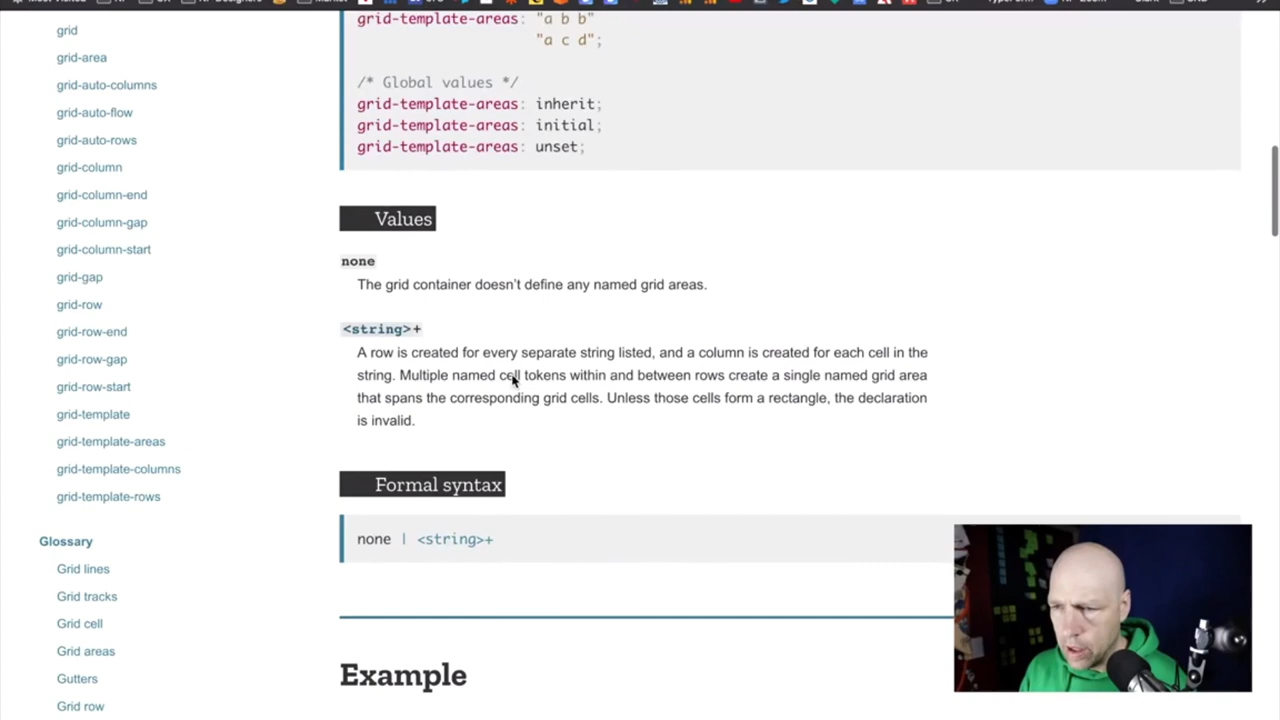 grid
grid-area
grid-auto-columns
grid-auto-flow
grid-auto-rows
grid-column
grid-column-end
grid-column-gap
grid-column-start
grid-gap
grid-row
grid-row-end
grid-row-gap
grid-row-start
grid-template
grid-template-areas
grid-template-columns
grid-template-rows
Glossary
Grid lines
Grid tracks
Grid cell
Grid areas
Gutters
Grid row
grid-template-areas: "a b b"
"a c d";
/* Global values */
grid-template-areas: inherit;
grid-template-areas: initial;
grid-template-areas: unset;
Values
none
The grid container doesn't define any named grid areas.
<string>+
A row is created for every separate string listed, and a column is created for each cell in the
string. Multiple named cell tokens within and between rows create a single named grid area
that spans the corresponding grid cells. Unless those cells form a rectangle, the declaration
is invalid.
Formal syntax
none | <string>+
Example